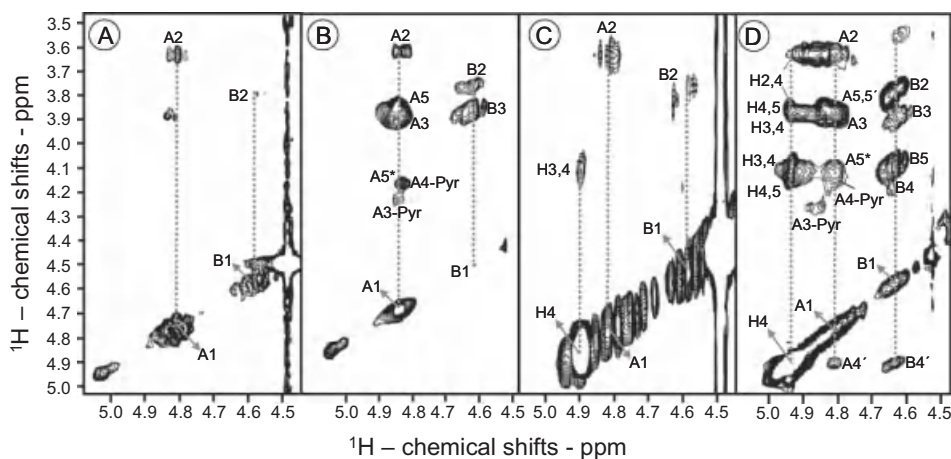 A B C D
¹H – chemical shifts - ppm
3.5
3.6
3.7
3.8
3.9
4.0
4.1
4.2
4.3
4.4
4.5
4.6
4.7
4.8
4.9
5.0
A2
B2
B1
A1
5.0 4.9 4.8 4.7 4.6 4.5
A2
B2
A5
B3
A3
A5*
A4-Pyr
A3-Pyr
B1
A1
5.0 4.9 4.8 4.7 4.6 4.5
A2
B2
H3,4
B1
H4
A1
5.0 4.9 4.8 4.7 4.6 4.5
A2
H2,4
A5,5´
B2
H4,5
H3,4
A3
B3
H3,4
A5*
B5
H4,5
A4-Pyr
B4
A3-Pyr
B1
A1
H4
A4´
B4´
5.0 4.9 4.8 4.7 4.6 4.5
¹H – chemical shifts - ppm